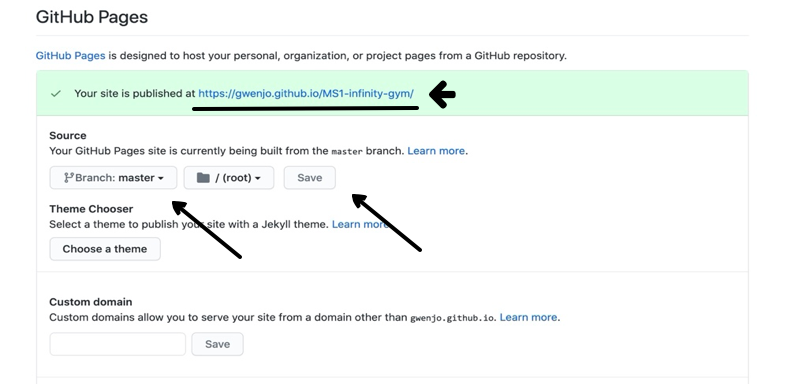 GitHub Pages
GitHub Pages is designed to host your personal, organization, or project pages from a GitHub repository.
Your site is published at https://gwenjo.github.io/MS1-infinity-gym/
Source
Your GitHub Pages site is currently being built from the master branch. Learn more.
Branch: master / (root) Save
Theme Chooser
Select a theme to publish your site with a Jekyll theme. Learn more
Choose a theme
Custom domain
Custom domains allow you to serve your site from a domain other than gwenjo.github.io. Learn more.
Save